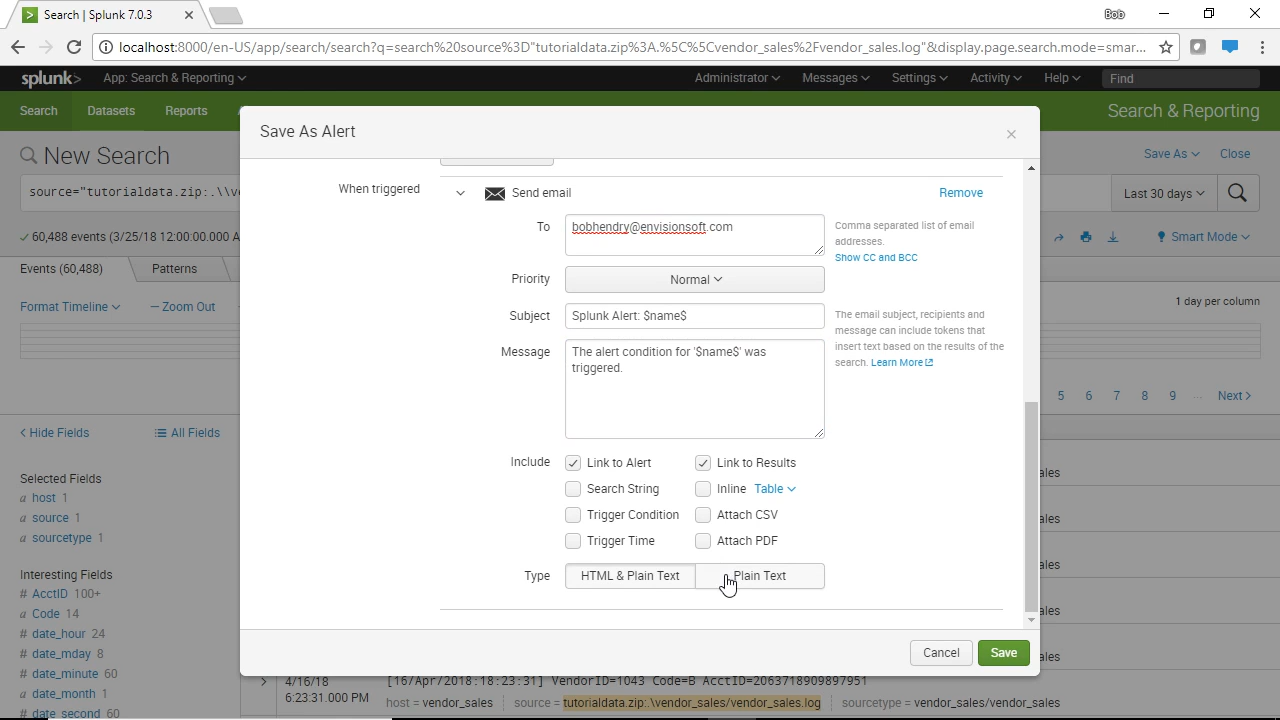 Search | Splunk 7.0.3
Bob
localhost:8000/en-US/app/search/search?q=search%20source%3D"tutorialdata.zip%3A.%5C%5Cvendor_sales%2Fvendor_sales.log"&display.page.search.mode=smar...
splunk> App: Search & Reporting Administrator Messages Settings Activity Help Find
Search Datasets Reports Search & Reporting
Save As Alert
New Search Save As Close
source="tutorialdata.zip:.\\v Last 30 days
60,488 events (3/25/18 12:00:00.000 A Smart Mode
Events (60,488) Patterns
Format Timeline — Zoom Out 1 day per column
When triggered Send email Remove
To bobhendry@envisionsoft.com Comma separated list of email
addresses.
Show CC and BCC
Priority Normal
Subject Splunk Alert: $name$ The email subject, recipients and
message can include tokens that
insert text based on the results of the
search. Learn More
Message The alert condition for '$name$' was
triggered.
5 6 7 8 9 ... Next >
< Hide Fields All Fields
Include Link to Alert Link to Results
Search String Inline Table
Trigger Condition Attach CSV
Trigger Time Attach PDF
Type HTML & Plain Text Plain Text
Cancel Save
Selected Fields
a host 1
a source 1
a sourcetype 1
Interesting Fields
# AcctID 100+
a Code 14
# date_hour 24
# date_mday 8
# date_minute 60
a date_month 1
# date_second 60
ales
ales
ales
ales
ales
> 4/16/18 [16/Apr/2018:18:23:31] VendorID=1043 Code=B AcctID=2063718909897951
6:23:31.000 PM host = vendor_sales source = tutorialdata.zip:.\vendor_sales/vendor_sales.log sourcetype = vendor_sales/vendor_sales